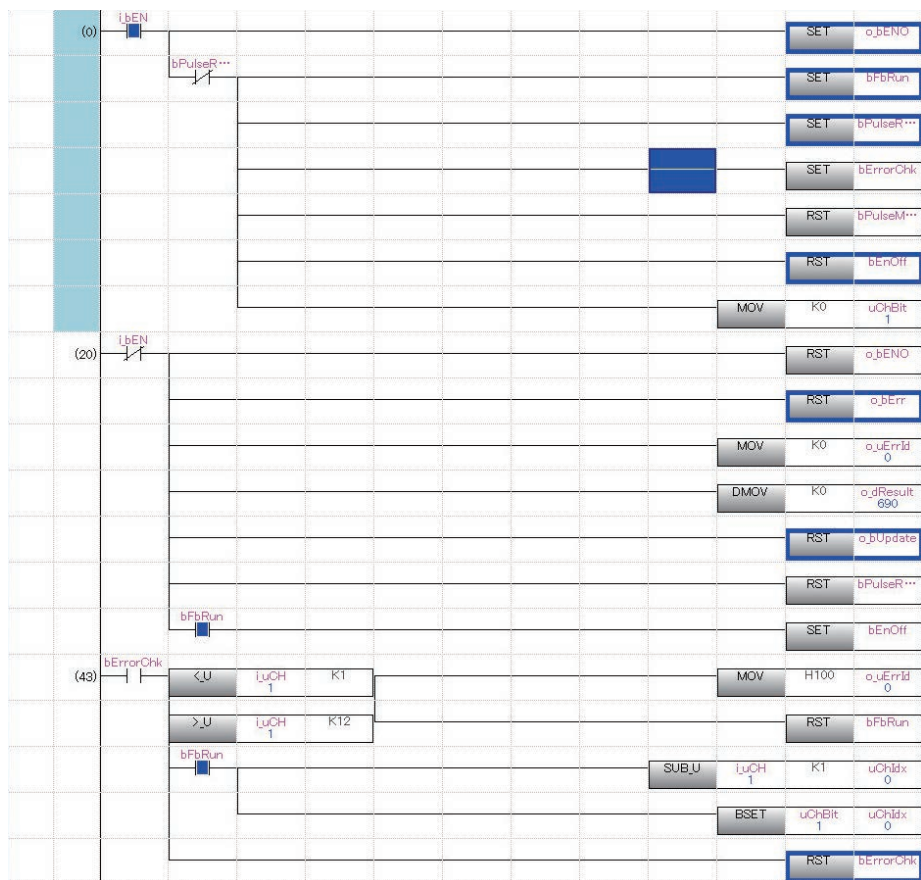 i_bEN
(0) SET o_bENO
bPulseR…
SET bFbRun
SET bPulseR…
SET bErrorChk
RST bPulseM…
RST bEnOff
MOV K0 uChBit
1
i_bEN
(20) RST o_bENO
RST o_bErr
MOV K0 o_uErrId
0
DMOV K0 o_dResult
690
RST o_bUpdate
RST bPulseR…
bFbRun
SET bEnOff
bErrorChk
(43) <_U i_uCH K1 MOV H100 o_uErrId
1 0
>_U i_uCH K12 RST bFbRun
1
bFbRun
SUB_U i_uCH K1 uChIdx
1 0
BSET uChBit uChIdx
1 0
RST bErrorChk